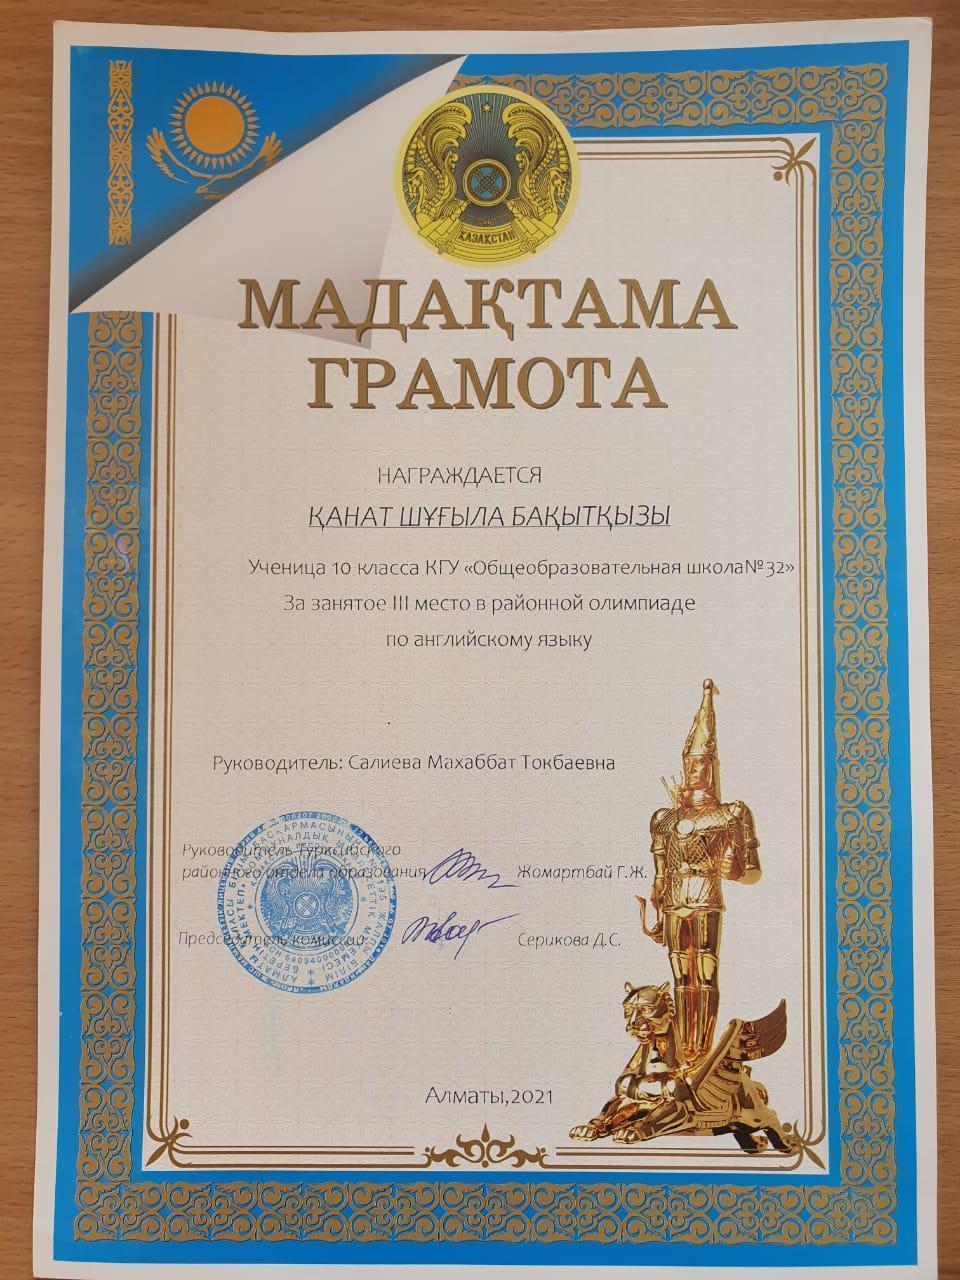 ҚАЗАҚСТАН
МАДАҚТАМА
ГРАМОТА
НАГРАЖДАЕТСЯ
ҚАНАТ ШҰҒЫЛА БАҚЫТҚЫЗЫ
Ученица 10 класса КГУ «Общеобразовательная школа№32»
За занятое III место в районной олимпиаде
по английскому языку
Руководитель: Салиева Махаббат Токбаевна
Руководитель Турксибского
районного отдела образования Жомартбай Г.Ж.
Председатель комиссии: Серикова Д.С.
Алматы,2021